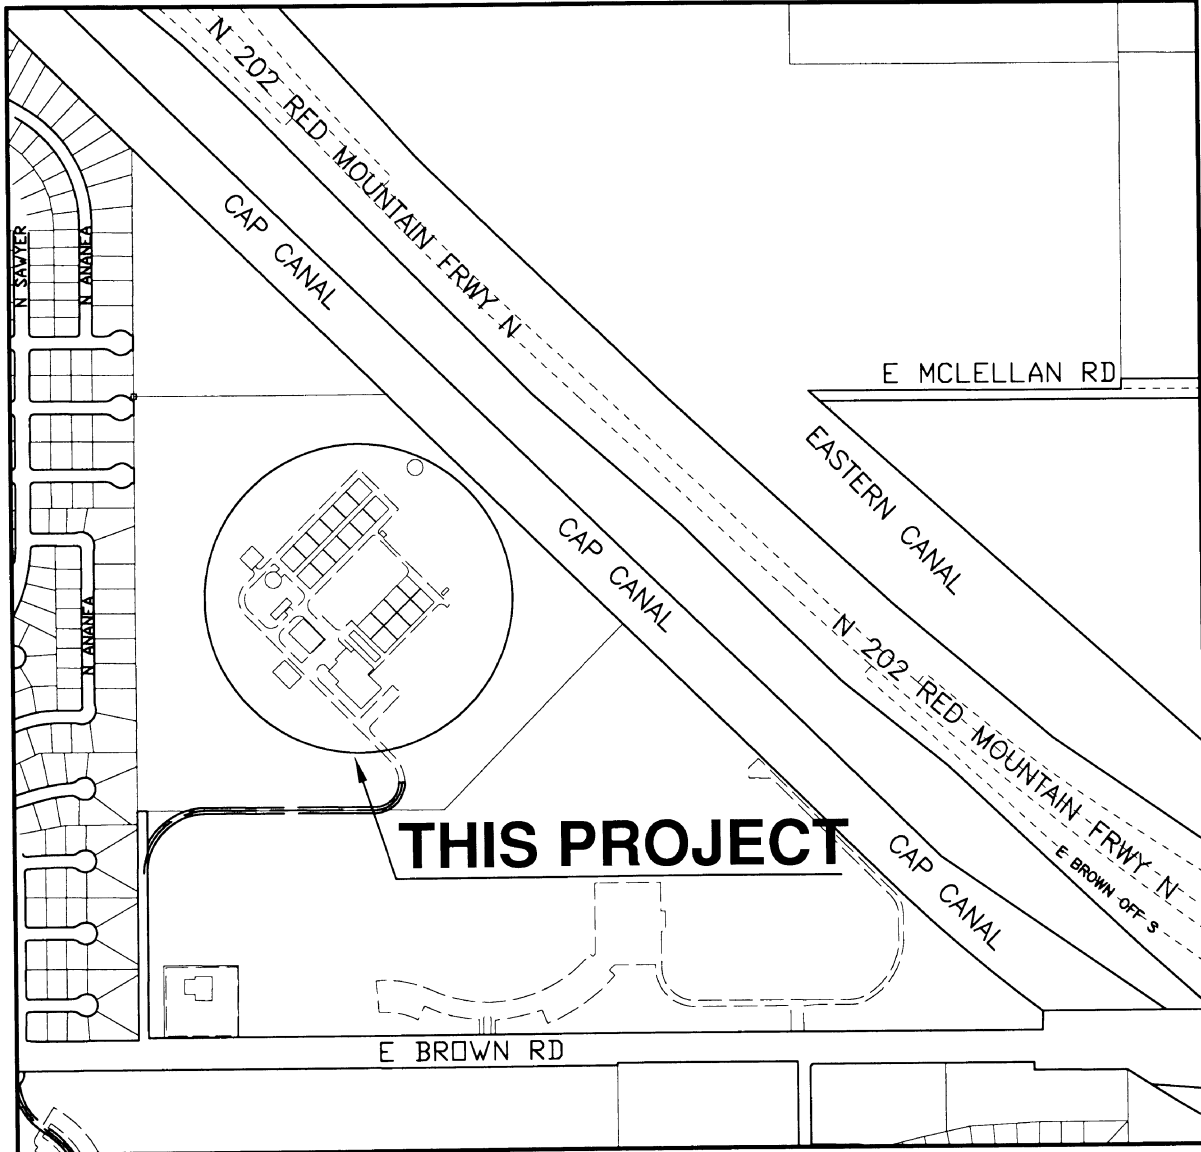 N 202 RED MOUNTAIN FRWY N
CAP CANAL
N SAWYER
N ANANEA
E MCLELLAN RD
EASTERN CANAL
CAP CANAL
N ANANEA
N 202 RED MOUNTAIN FRWY N
THIS PROJECT
CAP CANAL
E BROWN OFF S
E BROWN RD